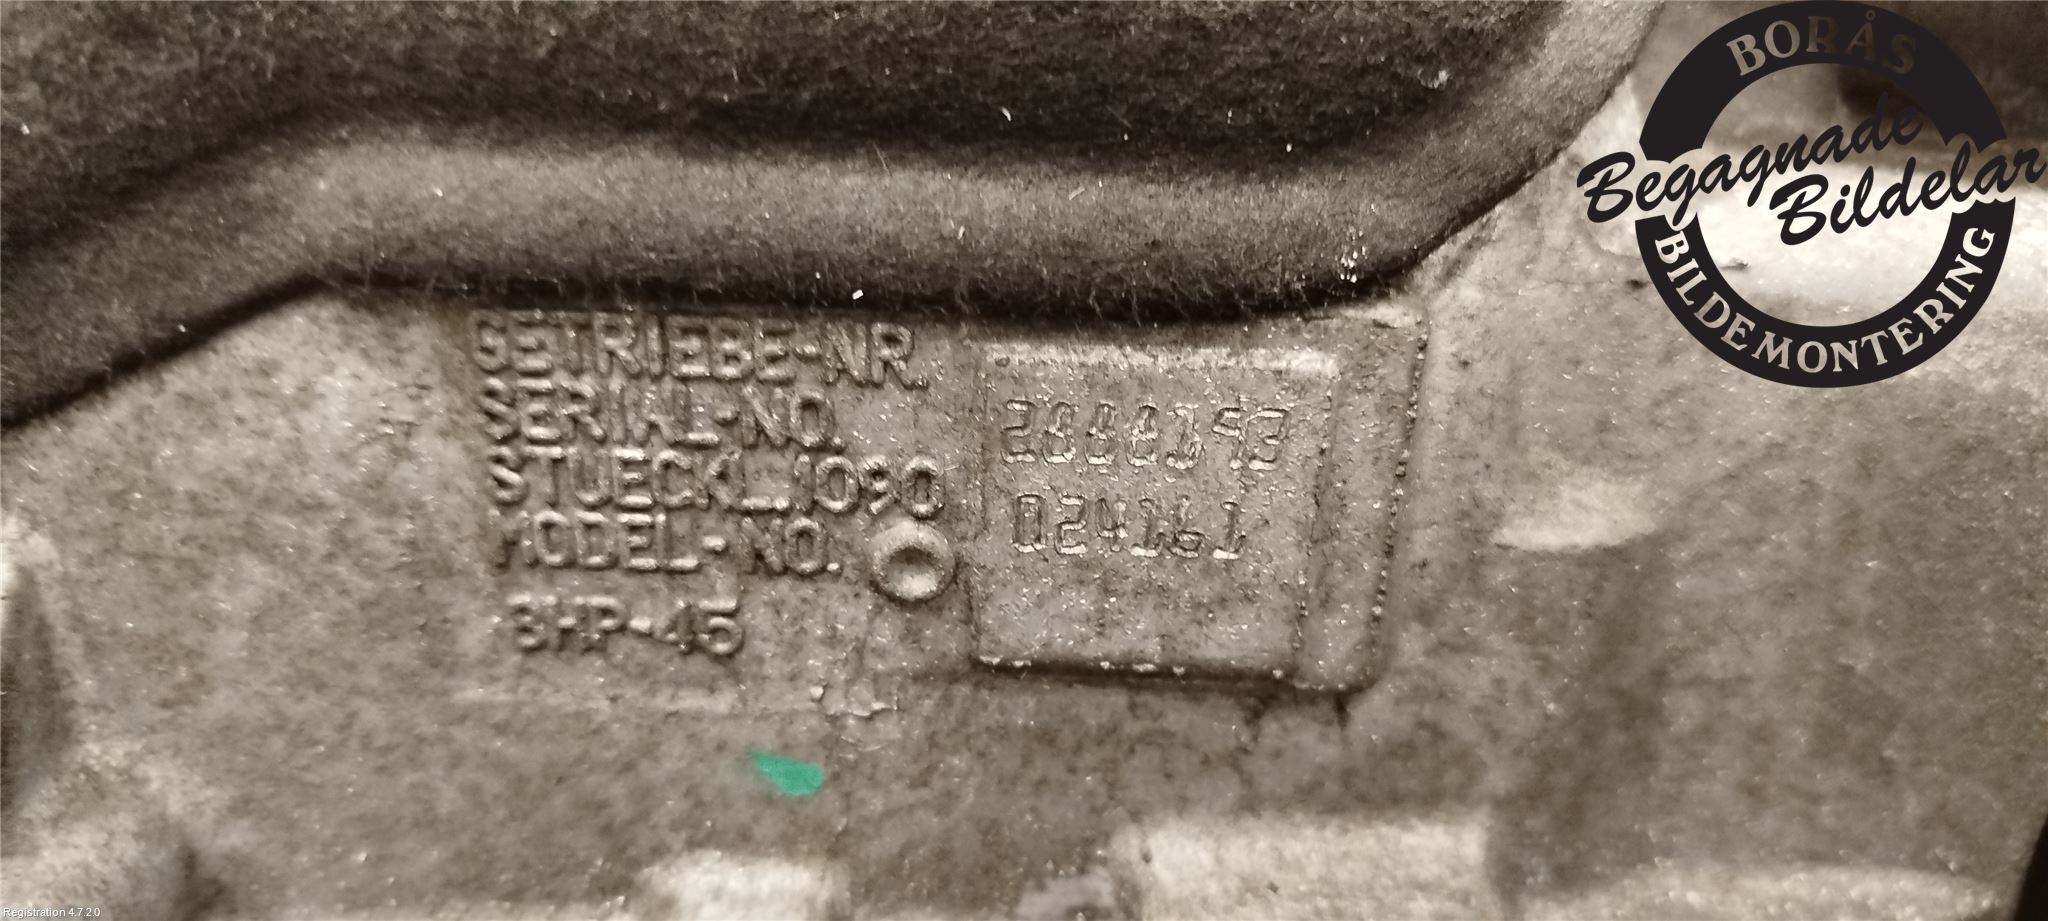 GETRIEBE-NR.
SERIAL-NO.
STUECKL.1090
MODEL-NO.
8HP-45
024161
BORÅS
Begagnade
Bildelar
BILDEMONTERING
Registration 4.7.2.0